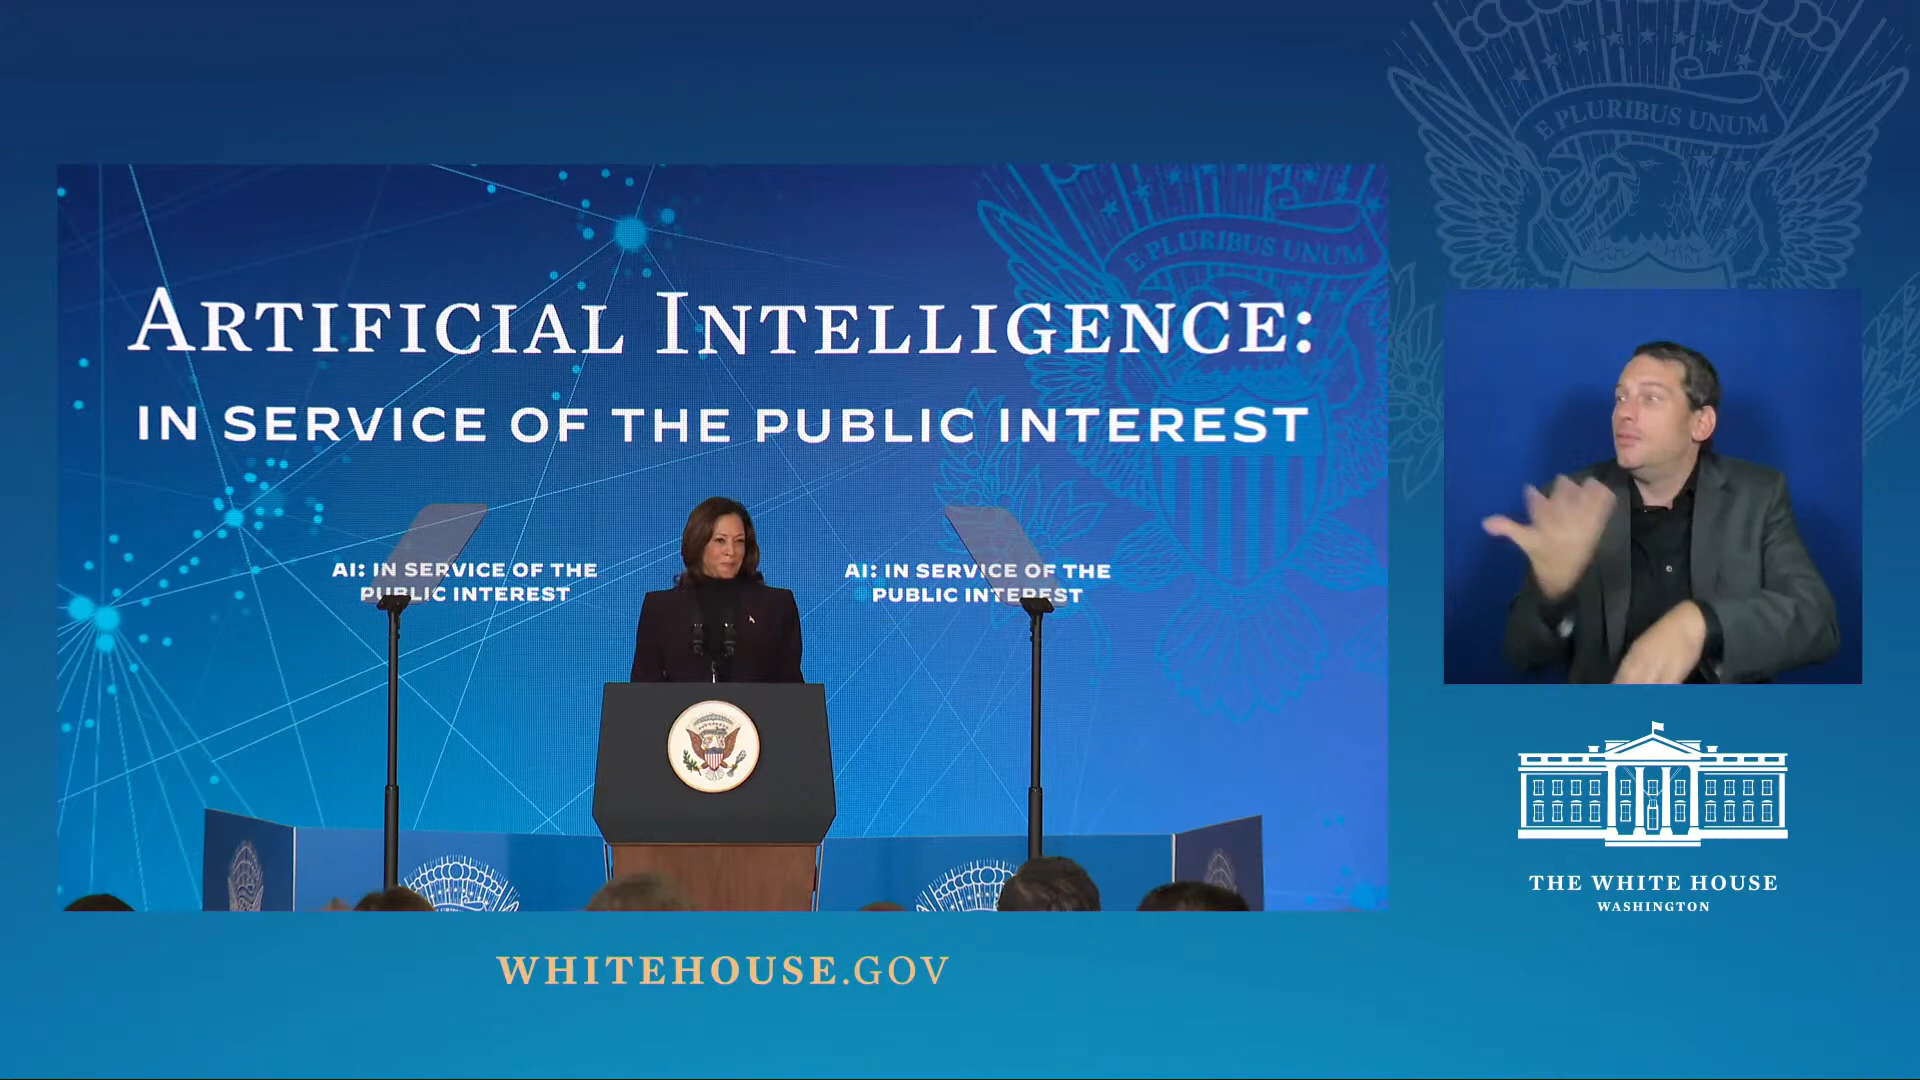 E PLURIBUS UNUM
E PLURIBUS UNUM
ARTIFICIAL INTELLIGENCE:
IN SERVICE OF THE PUBLIC INTEREST
AI: IN SERVICE OF THE
PUBLIC INTEREST
AI: IN SERVICE OF THE
PUBLIC INTEREST
THE WHITE HOUSE
WASHINGTON
WHITEHOUSE.GOV